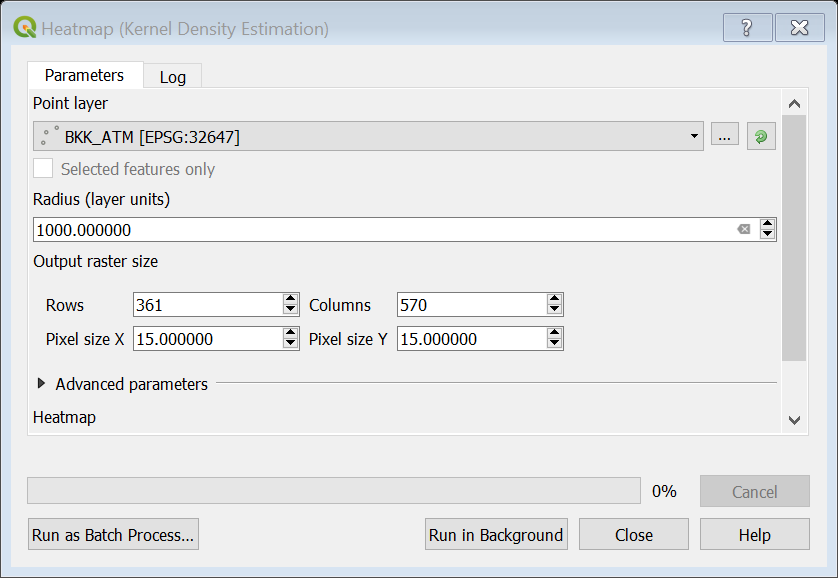 Heatmap (Kernel Density Estimation)
Parameters Log
Point layer
BKK_ATM [EPSG:32647] ...
Selected features only
Radius (layer units)
1000.000000
Output raster size
Rows 361 Columns 570
Pixel size X 15.000000 Pixel size Y 15.000000
Advanced parameters
Heatmap
0% Cancel
Run as Batch Process... Run in Background Close Help